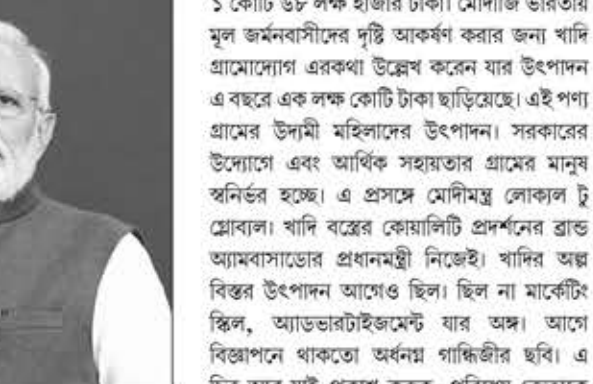 ১ কোটি ৬৮ লক্ষ হাজার টাকা। মোদীজি ভারতীয়
মূল জর্মনবাসীদের দৃষ্টি আকর্ষণ করার জন্য খাদি
গ্রামোদ্যোগ এরকথা উল্লেখ করেন যার উৎপাদন
এ বছরে এক লক্ষ কোটি টাকা ছাড়িয়েছে। এই পণ্য
গ্রামের উদ্যমী মহিলাদের উৎপাদন। সরকারের
উদ্যোগে এবং আর্থিক সহায়তার গ্রামের মানুষ
স্বনির্ভর হচ্ছে। এ প্রসঙ্গে মোদীমন্ত্র লোকাল টু
গ্লোব্যাল। খাদি বস্ত্রের কোয়ালিটি প্রদর্শনের ব্রান্ড
অ্যামবাসাডোর প্রধানমন্ত্রী নিজেই। খাদির অল্প
বিস্তর উৎপাদন আগেও ছিল। ছিল না মার্কেটিং
স্কিল, অ্যাডভারটাইজমেন্ট যার অঙ্গ। আগে
বিজ্ঞাপনে থাকতো অর্ধনগ্ন গান্ধিজীর ছবি। এ